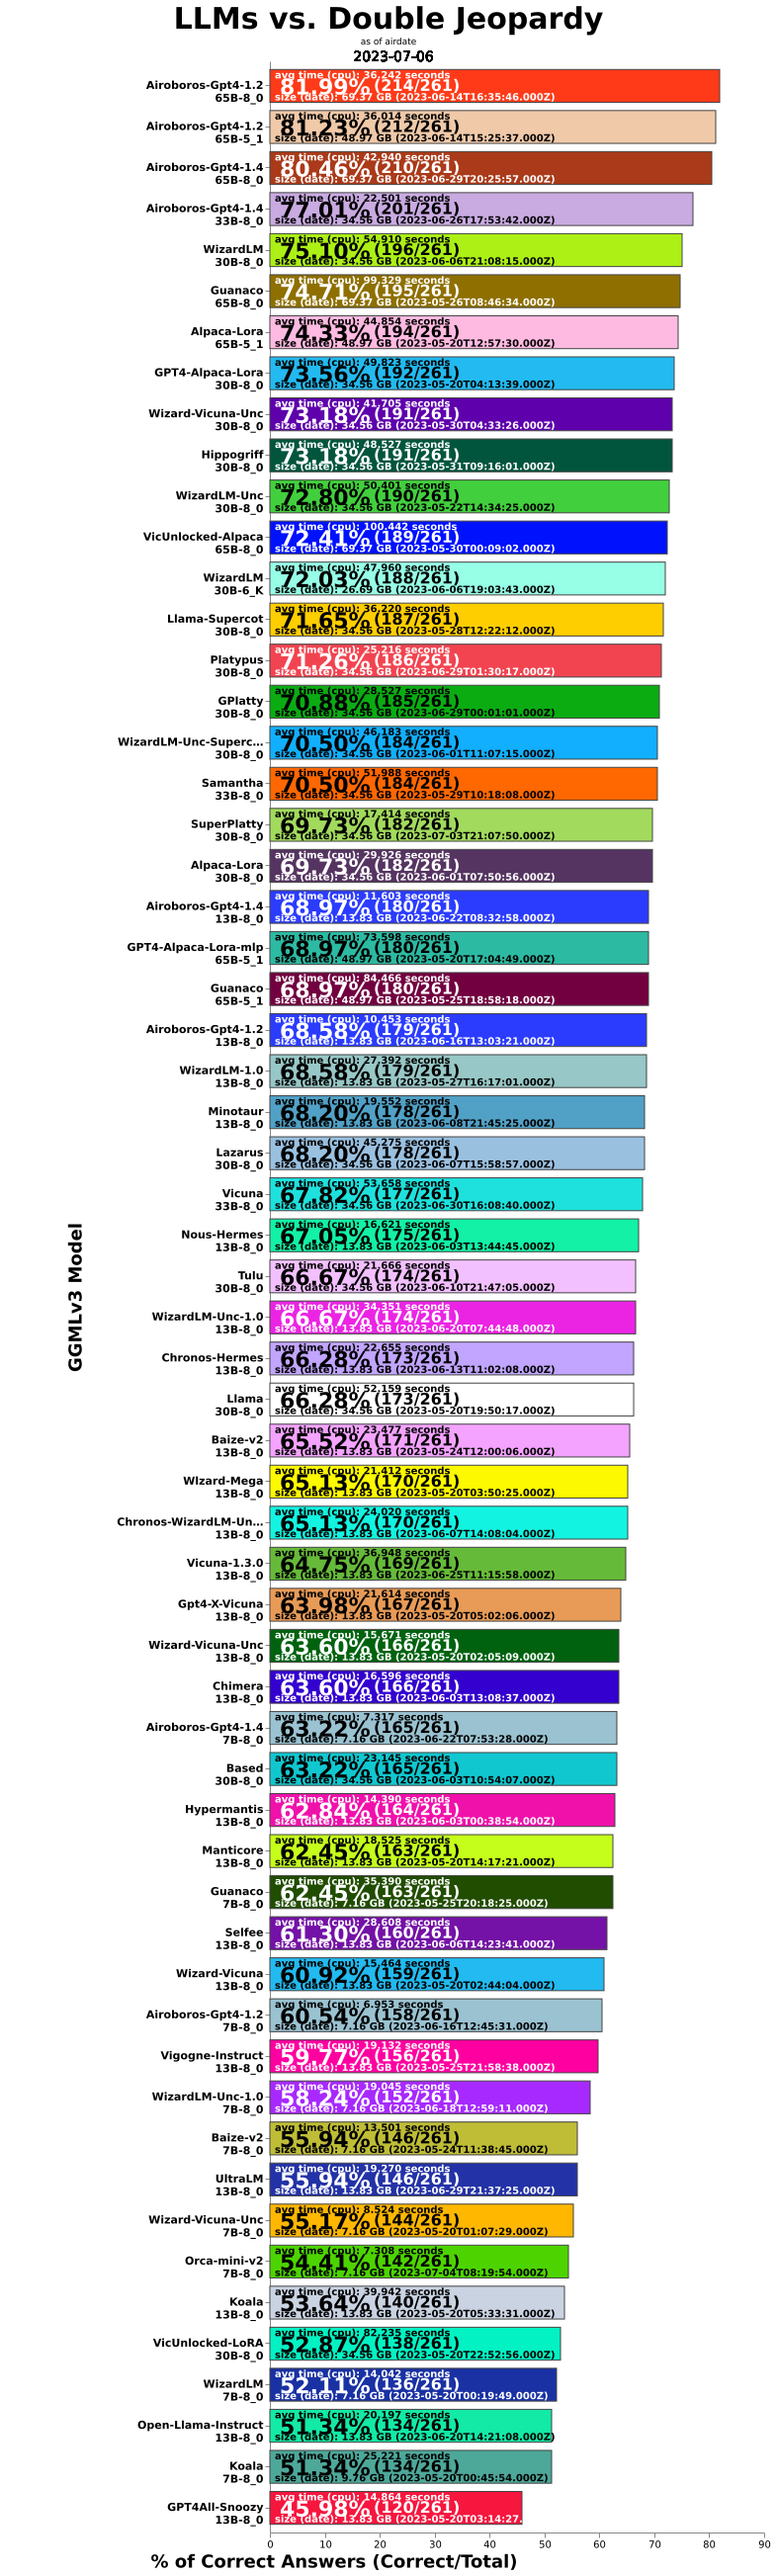 LLMs vs. Double Jeopardy
as of airdate
2023-07-06
GGMLv3 Model
Airoboros-Gpt4-1.2
65B-8_0
avg time (cpu): 36.242 seconds
81.99% (214/261)
size (date): 69.37 GB (2023-06-14T16:35:46.000Z)
Airoboros-Gpt4-1.2
65B-5_1
avg time (cpu): 36.014 seconds
81.23% (212/261)
size (date): 48.97 GB (2023-06-14T15:25:37.000Z)
Airoboros-Gpt4-1.4
65B-8_0
avg time (cpu): 42.940 seconds
80.46% (210/261)
size (date): 69.37 GB (2023-06-29T20:25:57.000Z)
Airoboros-Gpt4-1.4
33B-8_0
avg time (cpu): 22.501 seconds
77.01% (201/261)
size (date): 34.56 GB (2023-06-26T17:53:42.000Z)
WizardLM
30B-8_0
avg time (cpu): 54.910 seconds
75.10% (196/261)
size (date): 34.56 GB (2023-06-06T21:08:15.000Z)
Guanaco
65B-8_0
avg time (cpu): 99.329 seconds
74.71% (195/261)
size (date): 69.37 GB (2023-05-26T08:46:34.000Z)
Alpaca-Lora
65B-5_1
avg time (cpu): 44.854 seconds
74.33% (194/261)
size (date): 48.97 GB (2023-05-20T12:57:30.000Z)
GPT4-Alpaca-Lora
30B-8_0
avg time (cpu): 49.823 seconds
73.56% (192/261)
size (date): 34.56 GB (2023-05-20T04:13:39.000Z)
Wizard-Vicuna-Unc
30B-8_0
avg time (cpu): 41.705 seconds
73.18% (191/261)
size (date): 34.56 GB (2023-05-30T04:33:26.000Z)
Hippogriff
30B-8_0
avg time (cpu): 48.527 seconds
73.18% (191/261)
size (date): 34.56 GB (2023-05-31T09:16:01.000Z)
WizardLM-Unc
30B-8_0
avg time (cpu): 50.401 seconds
72.80% (190/261)
size (date): 34.56 GB (2023-05-22T14:34:25.000Z)
VicUnlocked-Alpaca
65B-8_0
avg time (cpu): 100.442 seconds
72.41% (189/261)
size (date): 69.37 GB (2023-05-30T00:09:02.000Z)
WizardLM
30B-6_K
avg time (cpu): 47.960 seconds
72.03% (188/261)
size (date): 26.69 GB (2023-06-06T19:03:43.000Z)
Llama-Supercot
30B-8_0
avg time (cpu): 36.220 seconds
71.65% (187/261)
size (date): 34.56 GB (2023-05-28T12:22:12.000Z)
Platypus
30B-8_0
avg time (cpu): 25.216 seconds
71.26% (186/261)
size (date): 34.56 GB (2023-06-29T01:30:17.000Z)
GPlatty
30B-8_0
avg time (cpu): 28.527 seconds
70.88% (185/261)
size (date): 34.56 GB (2023-06-29T00:01:01.000Z)
WizardLM-Unc-Superc...
30B-8_0
avg time (cpu): 46.183 seconds
70.50% (184/261)
size (date): 34.56 GB (2023-06-01T11:07:15.000Z)
Samantha
33B-8_0
avg time (cpu): 51.988 seconds
70.50% (184/261)
size (date): 34.56 GB (2023-05-29T10:18:08.000Z)
SuperPlatty
30B-8_0
avg time (cpu): 17.414 seconds
69.73% (182/261)
size (date): 34.56 GB (2023-07-03T21:07:50.000Z)
Alpaca-Lora
30B-8_0
avg time (cpu): 29.926 seconds
69.73% (182/261)
size (date): 34.56 GB (2023-06-01T07:50:56.000Z)
Airoboros-Gpt4-1.4
13B-8_0
avg time (cpu): 11.603 seconds
68.97% (180/261)
size (date): 13.83 GB (2023-06-22T08:32:58.000Z)
GPT4-Alpaca-Lora-mlp
65B-5_1
avg time (cpu): 73.598 seconds
68.97% (180/261)
size (date): 48.97 GB (2023-05-20T17:04:49.000Z)
Guanaco
65B-5_1
avg time (cpu): 84.466 seconds
68.97% (180/261)
size (date): 48.97 GB (2023-05-25T18:58:18.000Z)
Airoboros-Gpt4-1.2
13B-8_0
avg time (cpu): 10.453 seconds
68.58% (179/261)
size (date): 13.83 GB (2023-06-16T13:03:21.000Z)
WizardLM-1.0
13B-8_0
avg time (cpu): 27.392 seconds
68.58% (179/261)
size (date): 13.83 GB (2023-05-27T16:17:01.000Z)
Minotaur
13B-8_0
avg time (cpu): 19.552 seconds
68.20% (178/261)
size (date): 13.83 GB (2023-06-08T21:45:25.000Z)
Lazarus
30B-8_0
avg time (cpu): 45.275 seconds
68.20% (178/261)
size (date): 34.56 GB (2023-06-07T15:58:57.000Z)
Vicuna
33B-8_0
avg time (cpu): 53.658 seconds
67.82% (177/261)
size (date): 34.56 GB (2023-06-30T16:08:40.000Z)
Nous-Hermes
13B-8_0
avg time (cpu): 16.621 seconds
67.05% (175/261)
size (date): 13.83 GB (2023-06-03T13:44:45.000Z)
Tulu
30B-8_0
avg time (cpu): 21.666 seconds
66.67% (174/261)
size (date): 34.56 GB (2023-06-10T21:47:05.000Z)
WizardLM-Unc-1.0
13B-8_0
avg time (cpu): 34.351 seconds
66.67% (174/261)
size (date): 13.83 GB (2023-06-20T07:44:48.000Z)
Chronos-Hermes
13B-8_0
avg time (cpu): 22.655 seconds
66.28% (173/261)
size (date): 13.83 GB (2023-06-13T11:02:08.000Z)
Llama
30B-8_0
avg time (cpu): 52.159 seconds
66.28% (173/261)
size (date): 34.56 GB (2023-05-20T19:50:17.000Z)
Baize-v2
13B-8_0
avg time (cpu): 23.477 seconds
65.52% (171/261)
size (date): 13.83 GB (2023-05-24T12:00:06.000Z)
WIzard-Mega
13B-8_0
avg time (cpu): 21.412 seconds
65.13% (170/261)
size (date): 13.83 GB (2023-05-20T03:50:25.000Z)
Chronos-WizardLM-Un...
13B-8_0
avg time (cpu): 24.020 seconds
65.13% (170/261)
size (date): 13.83 GB (2023-06-07T14:08:04.000Z)
Vicuna-1.3.0
13B-8_0
avg time (cpu): 36.948 seconds
64.75% (169/261)
size (date): 13.83 GB (2023-06-25T11:15:58.000Z)
Gpt4-X-Vicuna
13B-8_0
avg time (cpu): 21.614 seconds
63.98% (167/261)
size (date): 13.83 GB (2023-05-20T05:02:06.000Z)
Wizard-Vicuna-Unc
13B-8_0
avg time (cpu): 15.671 seconds
63.60% (166/261)
size (date): 13.83 GB (2023-05-20T02:05:09.000Z)
Chimera
13B-8_0
avg time (cpu): 16.596 seconds
63.60% (166/261)
size (date): 13.83 GB (2023-06-03T13:08:37.000Z)
Airoboros-Gpt4-1.4
7B-8_0
avg time (cpu): 7.317 seconds
63.22% (165/261)
size (date): 7.16 GB (2023-06-22T07:53:28.000Z)
Based
30B-8_0
avg time (cpu): 23.145 seconds
63.22% (165/261)
size (date): 34.56 GB (2023-06-03T10:54:07.000Z)
Hypermantis
13B-8_0
avg time (cpu): 14.390 seconds
62.84% (164/261)
size (date): 13.83 GB (2023-06-03T00:38:54.000Z)
Manticore
13B-8_0
avg time (cpu): 18.525 seconds
62.45% (163/261)
size (date): 13.83 GB (2023-05-20T14:17:21.000Z)
Guanaco
7B-8_0
avg time (cpu): 35.390 seconds
62.45% (163/261)
size (date): 7.16 GB (2023-05-25T20:18:25.000Z)
Selfee
13B-8_0
avg time (cpu): 28.608 seconds
61.30% (160/261)
size (date): 13.83 GB (2023-06-06T14:23:41.000Z)
Wizard-Vicuna
13B-8_0
avg time (cpu): 15.464 seconds
60.92% (159/261)
size (date): 13.83 GB (2023-05-20T02:44:04.000Z)
Airoboros-Gpt4-1.2
7B-8_0
avg time (cpu): 6.953 seconds
60.54% (158/261)
size (date): 7.16 GB (2023-06-16T12:45:31.000Z)
Vigogne-Instruct
13B-8_0
avg time (cpu): 19.132 seconds
59.77% (156/261)
size (date): 13.83 GB (2023-05-25T21:58:38.000Z)
WizardLM-Unc-1.0
7B-8_0
avg time (cpu): 19.045 seconds
58.24% (152/261)
size (date): 7.16 GB (2023-06-18T12:59:11.000Z)
Baize-v2
7B-8_0
avg time (cpu): 13.501 seconds
55.94% (146/261)
size (date): 7.16 GB (2023-05-24T11:38:45.000Z)
UltraLM
13B-8_0
avg time (cpu): 19.270 seconds
55.94% (146/261)
size (date): 13.83 GB (2023-06-29T21:37:25.000Z)
Wizard-Vicuna-Unc
7B-8_0
avg time (cpu): 8.524 seconds
55.17% (144/261)
size (date): 7.16 GB (2023-05-20T01:07:29.000Z)
Orca-mini-v2
7B-8_0
avg time (cpu): 7.308 seconds
54.41% (142/261)
size (date): 7.16 GB (2023-07-04T08:19:54.000Z)
Koala
13B-8_0
avg time (cpu): 39.942 seconds
53.64% (140/261)
size (date): 13.83 GB (2023-05-20T05:33:31.000Z)
VicUnlocked-LoRA
30B-8_0
avg time (cpu): 82.235 seconds
52.87% (138/261)
size (date): 34.56 GB (2023-05-20T22:52:56.000Z)
WizardLM
7B-8_0
avg time (cpu): 14.042 seconds
52.11% (136/261)
size (date): 7.16 GB (2023-05-20T00:19:49.000Z)
Open-Llama-Instruct
13B-8_0
avg time (cpu): 20.197 seconds
51.34% (134/261)
size (date): 13.83 GB (2023-06-20T14:21:08.000Z)
Koala
7B-8_0
avg time (cpu): 25.221 seconds
51.34% (134/261)
size (date): 9.76 GB (2023-05-20T00:45:54.000Z)
GPT4All-Snoozy
13B-8_0
avg time (cpu): 14.864 seconds
45.98% (120/261)
size (date): 13.83 GB (2023-05-20T03:14:27.
0 10 20 30 40 50 60 70 80 90
% of Correct Answers (Correct/Total)